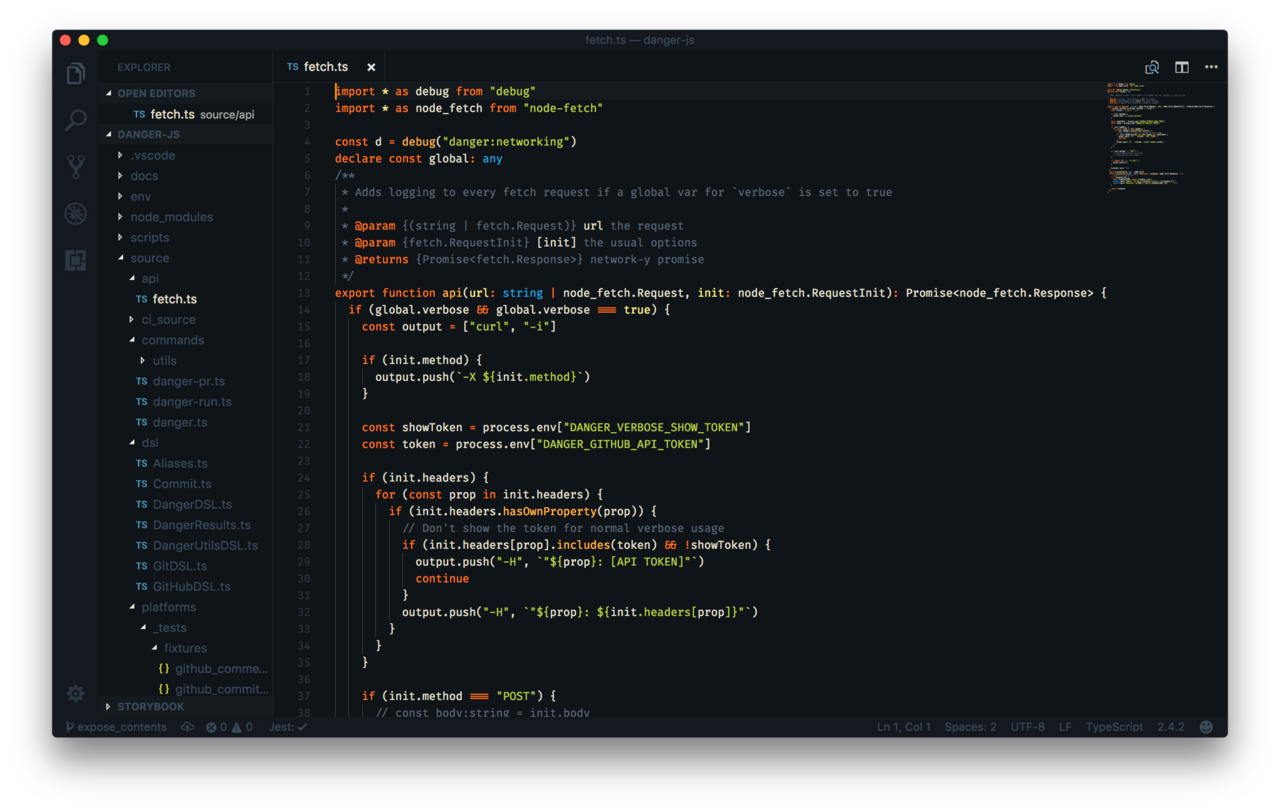 fetch.ts — danger-js
EXPLORER
OPEN EDITORS
TS fetch.ts source/api
DANGER-JS
.vscode
docs
env
node_modules
scripts
source
api
TS fetch.ts
ci_source
commands
utils
TS danger-pr.ts
TS danger-run.ts
TS danger.ts
dsl
TS Aliases.ts
TS Commit.ts
TS DangerDSL.ts
TS DangerResults.ts
TS DangerUtilsDSL.ts
TS GitDSL.ts
TS GitHubDSL.ts
platforms
_tests
fixtures
{} github_comme...
{} github_commit...
STORYBOOK
TS fetch.ts ×
1 import * as debug from "debug"
2 import * as node_fetch from "node-fetch"
3
4 const d = debug("danger:networking")
5 declare const global: any
6 /**
7  * Adds logging to every fetch request if a global var for `verbose` is set to true
8  *
9  * @param {(string | fetch.Request)} url the request
10  * @param {fetch.RequestInit} [init] the usual options
11  * @returns {Promise<fetch.Response>} network-y promise
12  */
13 export function api(url: string | node_fetch.Request, init: node_fetch.RequestInit): Promise<node_fetch.Response> {
14   if (global.verbose && global.verbose === true) {
15     const output = ["curl", "-i"]
16
17     if (init.method) {
18       output.push(`-X ${init.method}`)
19     }
20
21     const showToken = process.env["DANGER_VERBOSE_SHOW_TOKEN"]
22     const token = process.env["DANGER_GITHUB_API_TOKEN"]
23
24     if (init.headers) {
25       for (const prop in init.headers) {
26         if (init.headers.hasOwnProperty(prop)) {
27           // Don't show the token for normal verbose usage
28           if (init.headers[prop].includes(token) && !showToken) {
29             output.push("-H", `"${prop}: [API TOKEN]"`)
30             continue
31           }
32           output.push("-H", `"${prop}: ${init.headers[prop]}"`)
33         }
34       }
35     }
36
37     if (init.method === "POST") {
38       // const body:string = init.body
expose_contents 0 0 Jest: ✓
Ln 1, Col 1 Spaces: 2 UTF-8 LF TypeScript 2.4.2